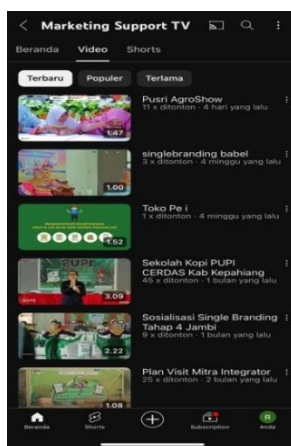 Marketing Support TV
Beranda Video Shorts
Terbaru Populer Terlama
Pusri AgroShow
11 x ditonton · 4 hari yang lalu
1.47
singlebranding babel
3 x ditonton · 4 minggu yang lalu
1.00
Toko Pe i
1 x ditonton · 4 minggu yang lalu
1.52
Sekolah Kopi PUPI
CERDAS Kab Kepahiang
45 x ditonton · 1 bulan yang lalu
PUPI
3.09
Sosialisasi Single Branding
Tahap 4 Jambi
9 x ditonton · 1 bulan yang lalu
2.22
Plan Visit Mitra Integrator
25 x ditonton · 2 bulan yang lalu
1.08
Beranda Shorts Subscription Anda
R